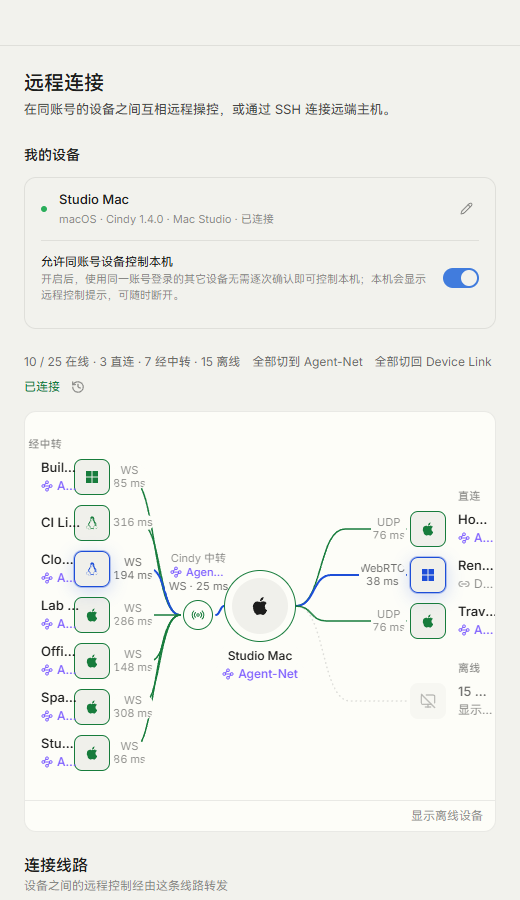 远程连接
在同账号的设备之间互相远程操控，或通过 SSH 连接远端主机。
我的设备
Studio Mac
macOS · Cindy 1.4.0 · Mac Studio · 已连接
允许同账号设备控制本机
开启后，使用同一账号登录的其它设备无需逐次确认即可控制本机；本机会显示
远程控制提示，可随时断开。
10 / 25 在线 · 3 直连 · 7 经中转 · 15 离线 全部切到 Agent-Net 全部切回 Device Link
已连接
经中转
Buil...
A...
WS
85 ms
CI Li...
316 ms
Clo...
A...
WS
194 ms
Lab ...
A...
WS
286 ms
Offi...
A...
WS
148 ms
Spa...
A...
WS
308 ms
Stu...
A...
WS
86 ms
Cindy 中转
Agen...
WS · 25 ms
Studio Mac
Agent-Net
直连
UDP
76 ms
Ho...
A...
WebRTC
38 ms
Ren...
D...
UDP
76 ms
Trav...
A...
离线
15 ...
显示...
显示离线设备
连接线路
设备之间的远程控制经由这条线路转发